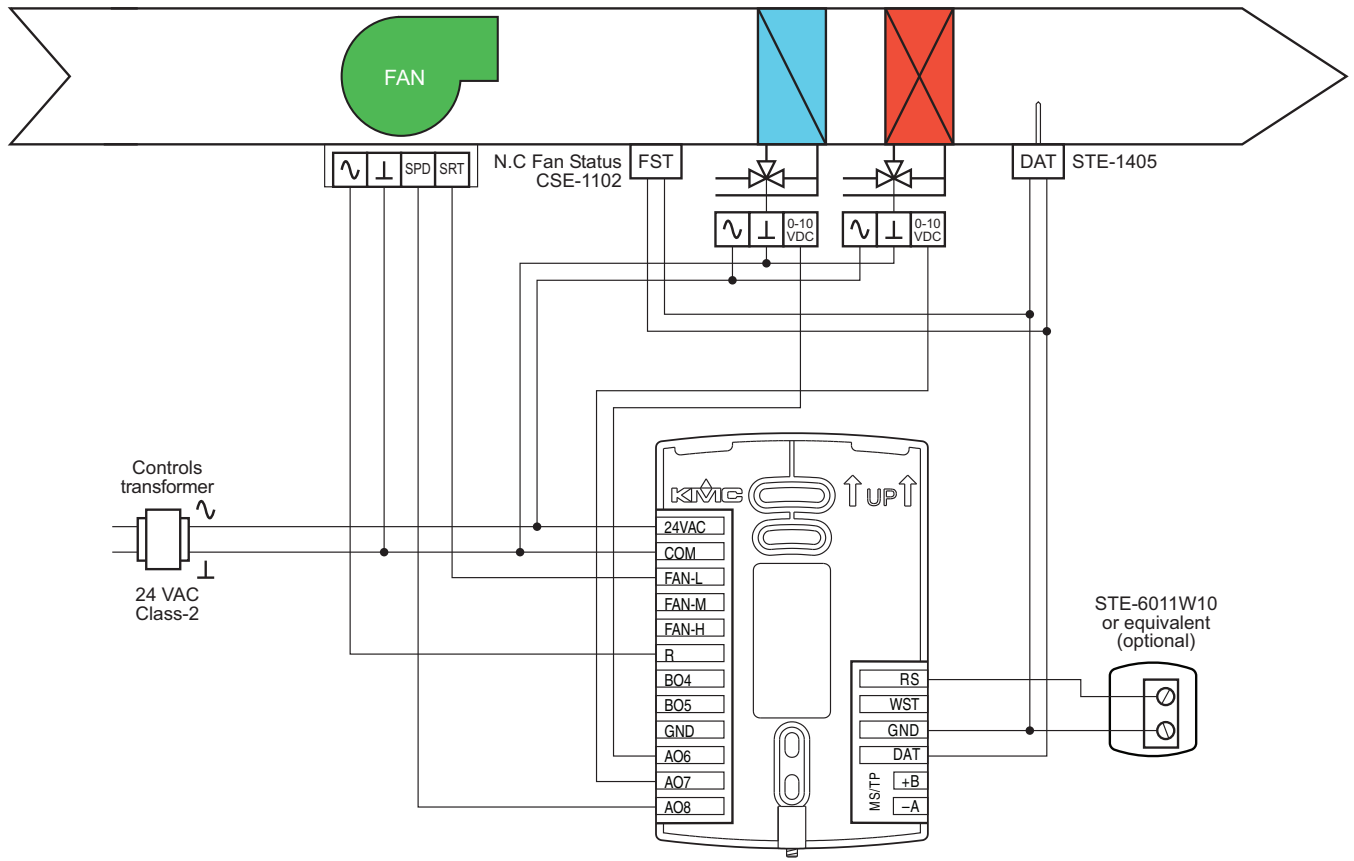 FAN
SPD SRT
N.C Fan Status
CSE-1102
FST
DAT
STE-1405
0-10
VDC
0-10
VDC
Controls
transformer
24 VAC
Class-2
KMC
UP
24VAC
COM
FAN-L
FAN-M
FAN-H
R
BO4
BO5
GND
AO6
AO7
AO8
RS
WST
GND
DAT
MS/TP
+B
–A
STE-6011W10
or equivalent
(optional)